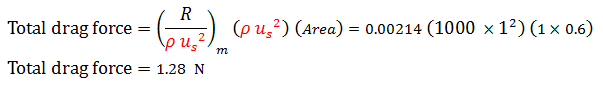 Total drag force = (R / ρ uₛ²)ₘ (ρ uₛ²) (Area) = 0.00214 (1000 × 1²) (1 × 0.6)
Total drag force = 1.28 N